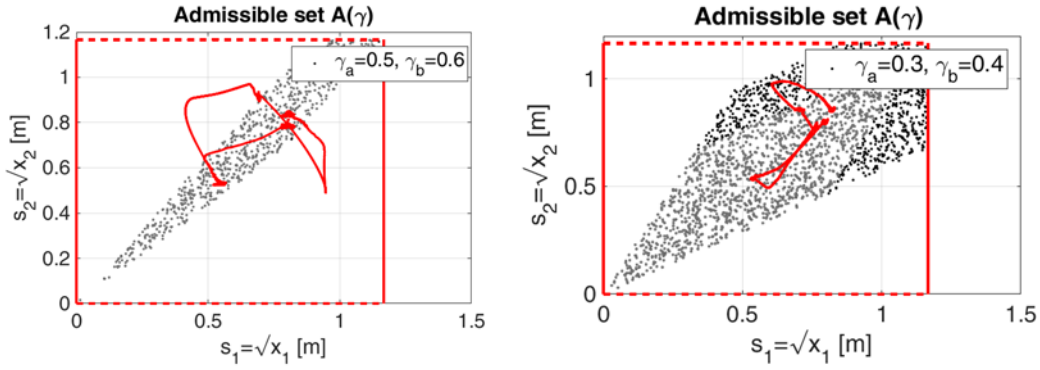 Admissible set A(γ)
1.2
1
0.8
0.6
0.4
0.2
0
0
0.5
1
1.5
γa=0.5, γb=0.6
s2=√x2 [m]
s1=√x1 [m]
Admissible set A(γ)
1
0.5
0
0
0.5
1
1.5
γa=0.3, γb=0.4
s2=√x2 [m]
s1=√x1 [m]